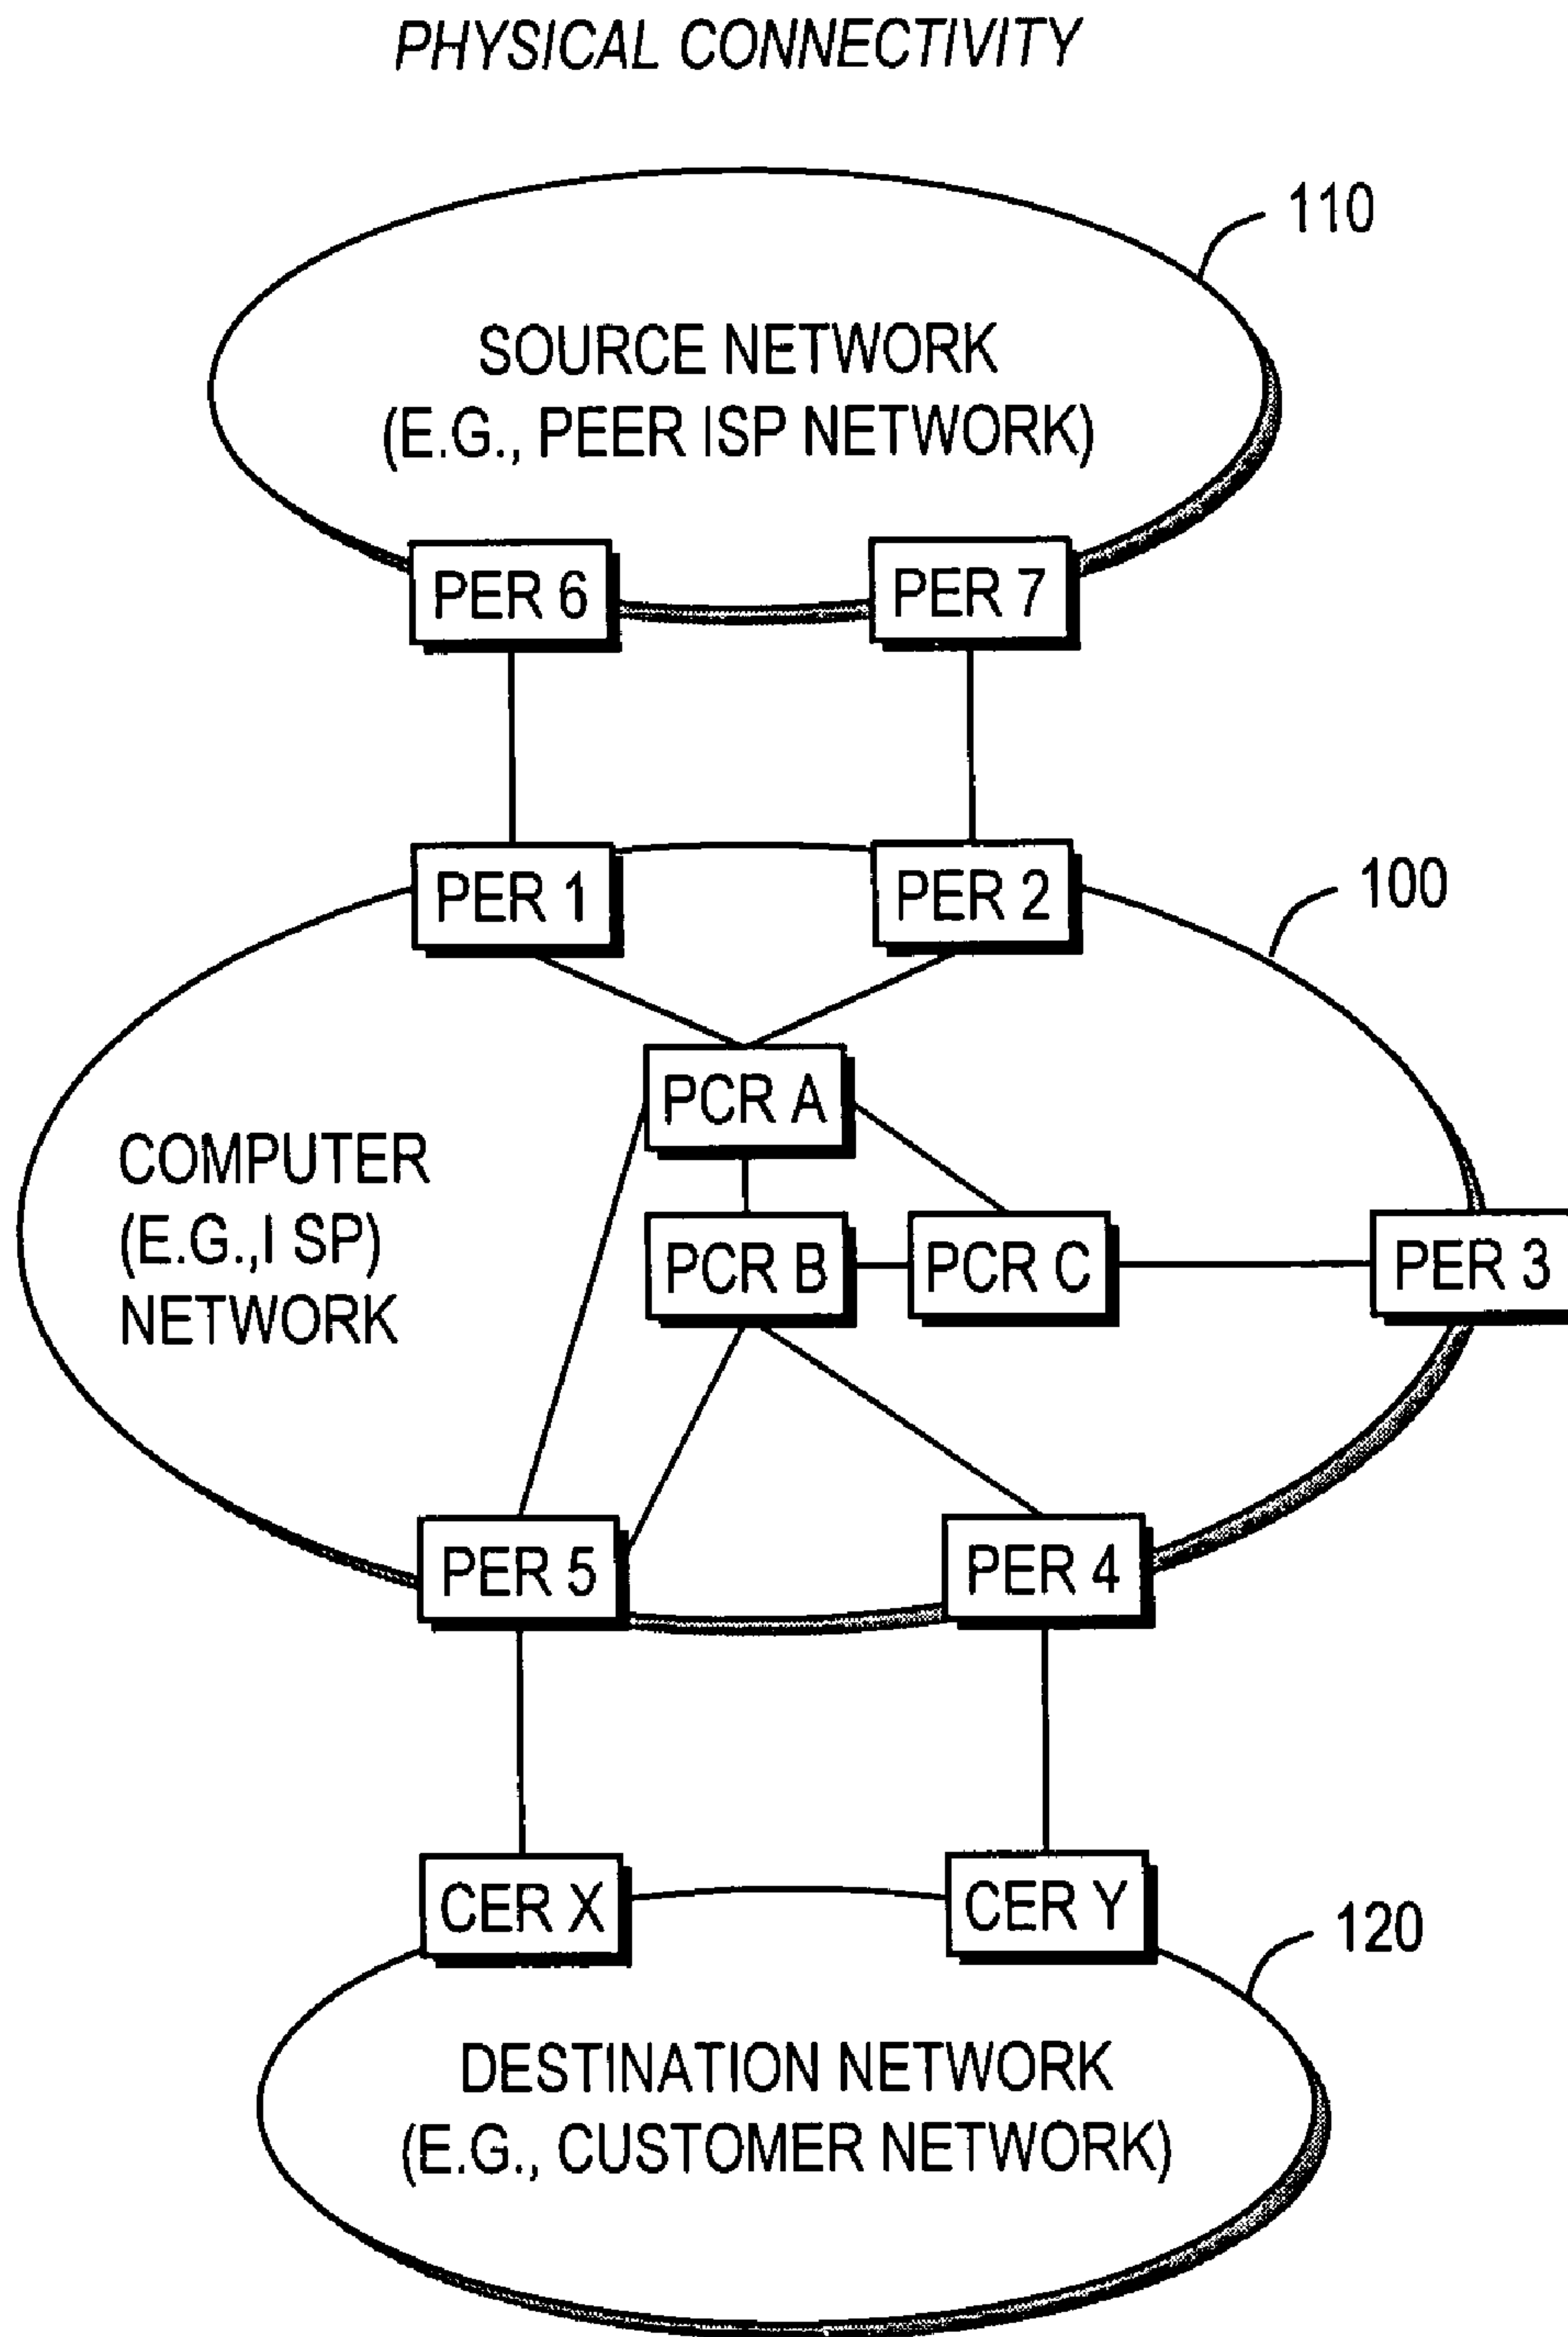 PHYSICAL CONNECTIVITY
110
SOURCE NETWORK
(E.G., PEER ISP NETWORK)
PER 6
PER 7
PER 1
PER 2
100
PCR A
COMPUTER
(E.G.,I SP)
NETWORK
PCR B
PCR C
PER 3
PER 5
PER 4
CER X
CER Y
120
DESTINATION NETWORK
(E.G., CUSTOMER NETWORK)